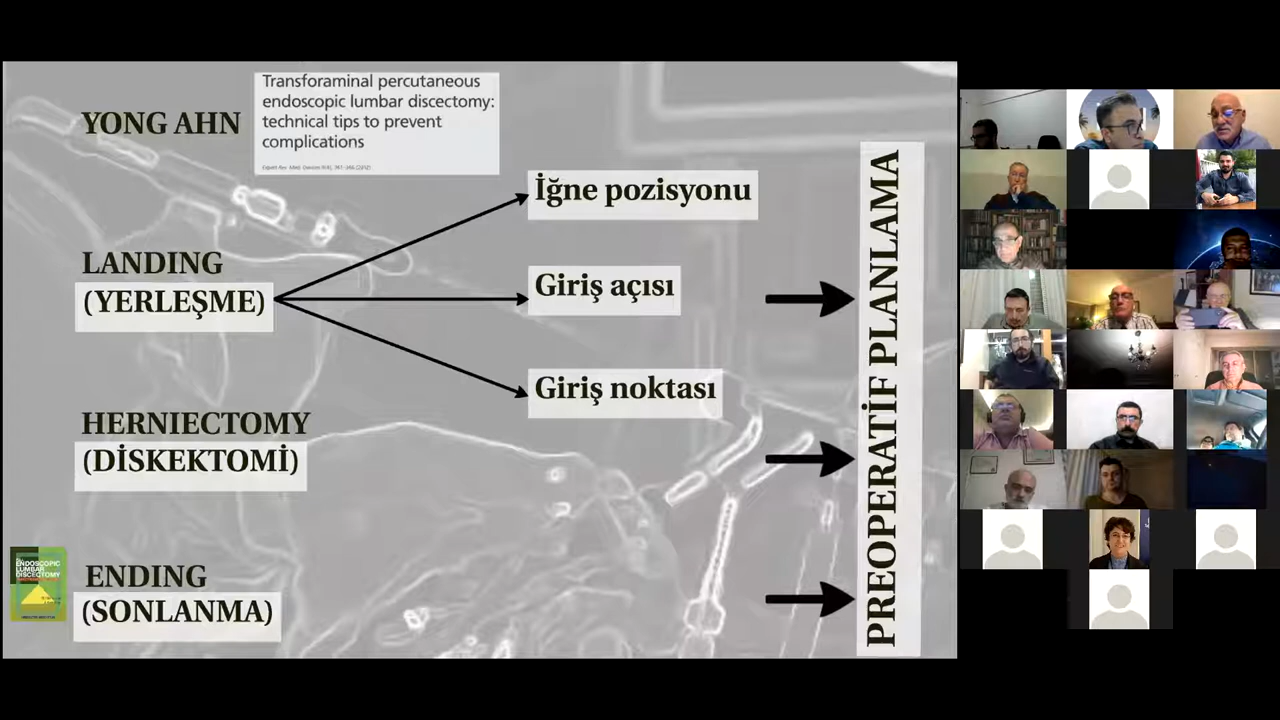 YONG AHN
Transforaminal percutaneous
endoscopic lumbar discectomy:
technical tips to prevent
complications
LANDING
(YERLEŞME)
İğne pozisyonu
Giriş açısı
Giriş noktası
HERNIECTOMY
(DİSKEKTOMİ)
ENDING
(SONLANMA)
PREOPERATİF PLANLAMA
ENDOSCOPIC
LUMBAR
DISCECTOMY